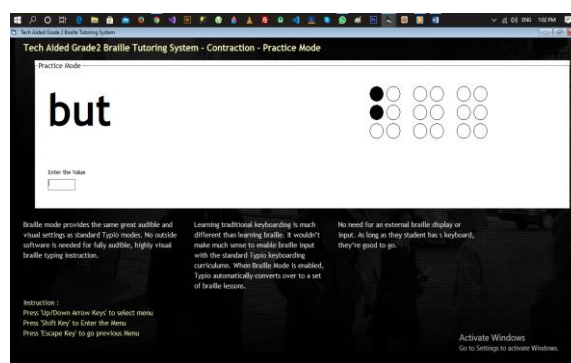 ENG 1:02 PM
Tech Aided Grade 2 Braille Tutoring System
Tech Aided Grade2 Braille Tutoring System - Contraction - Practice Mode
Practice Mode
but
Enter the Value
Braille mode provides the same great audible and
visual settings as standard Typio modes. No outside
software is needed for fully audible, highly visual
braille typing instruction.
Learning traditional keyboarding is much
different than learning braille. It wouldn't
make much sense to enable braille input
with the standard Typio keyboarding
curriculumn. When Braille Mode is enabled,
Typio automatically converts over to a set
of braille lessons.
No need for an external braille display or
input. As long as they student has s keyboard,
they're good to go.
Instruction :
Press 'Up/Down Arrow Keys' to select menu
Press 'Shift Key' to Enter the Menu
Press 'Escape Key' to go previous Menu
Activate Windows
Go to Settings to activate Windows.